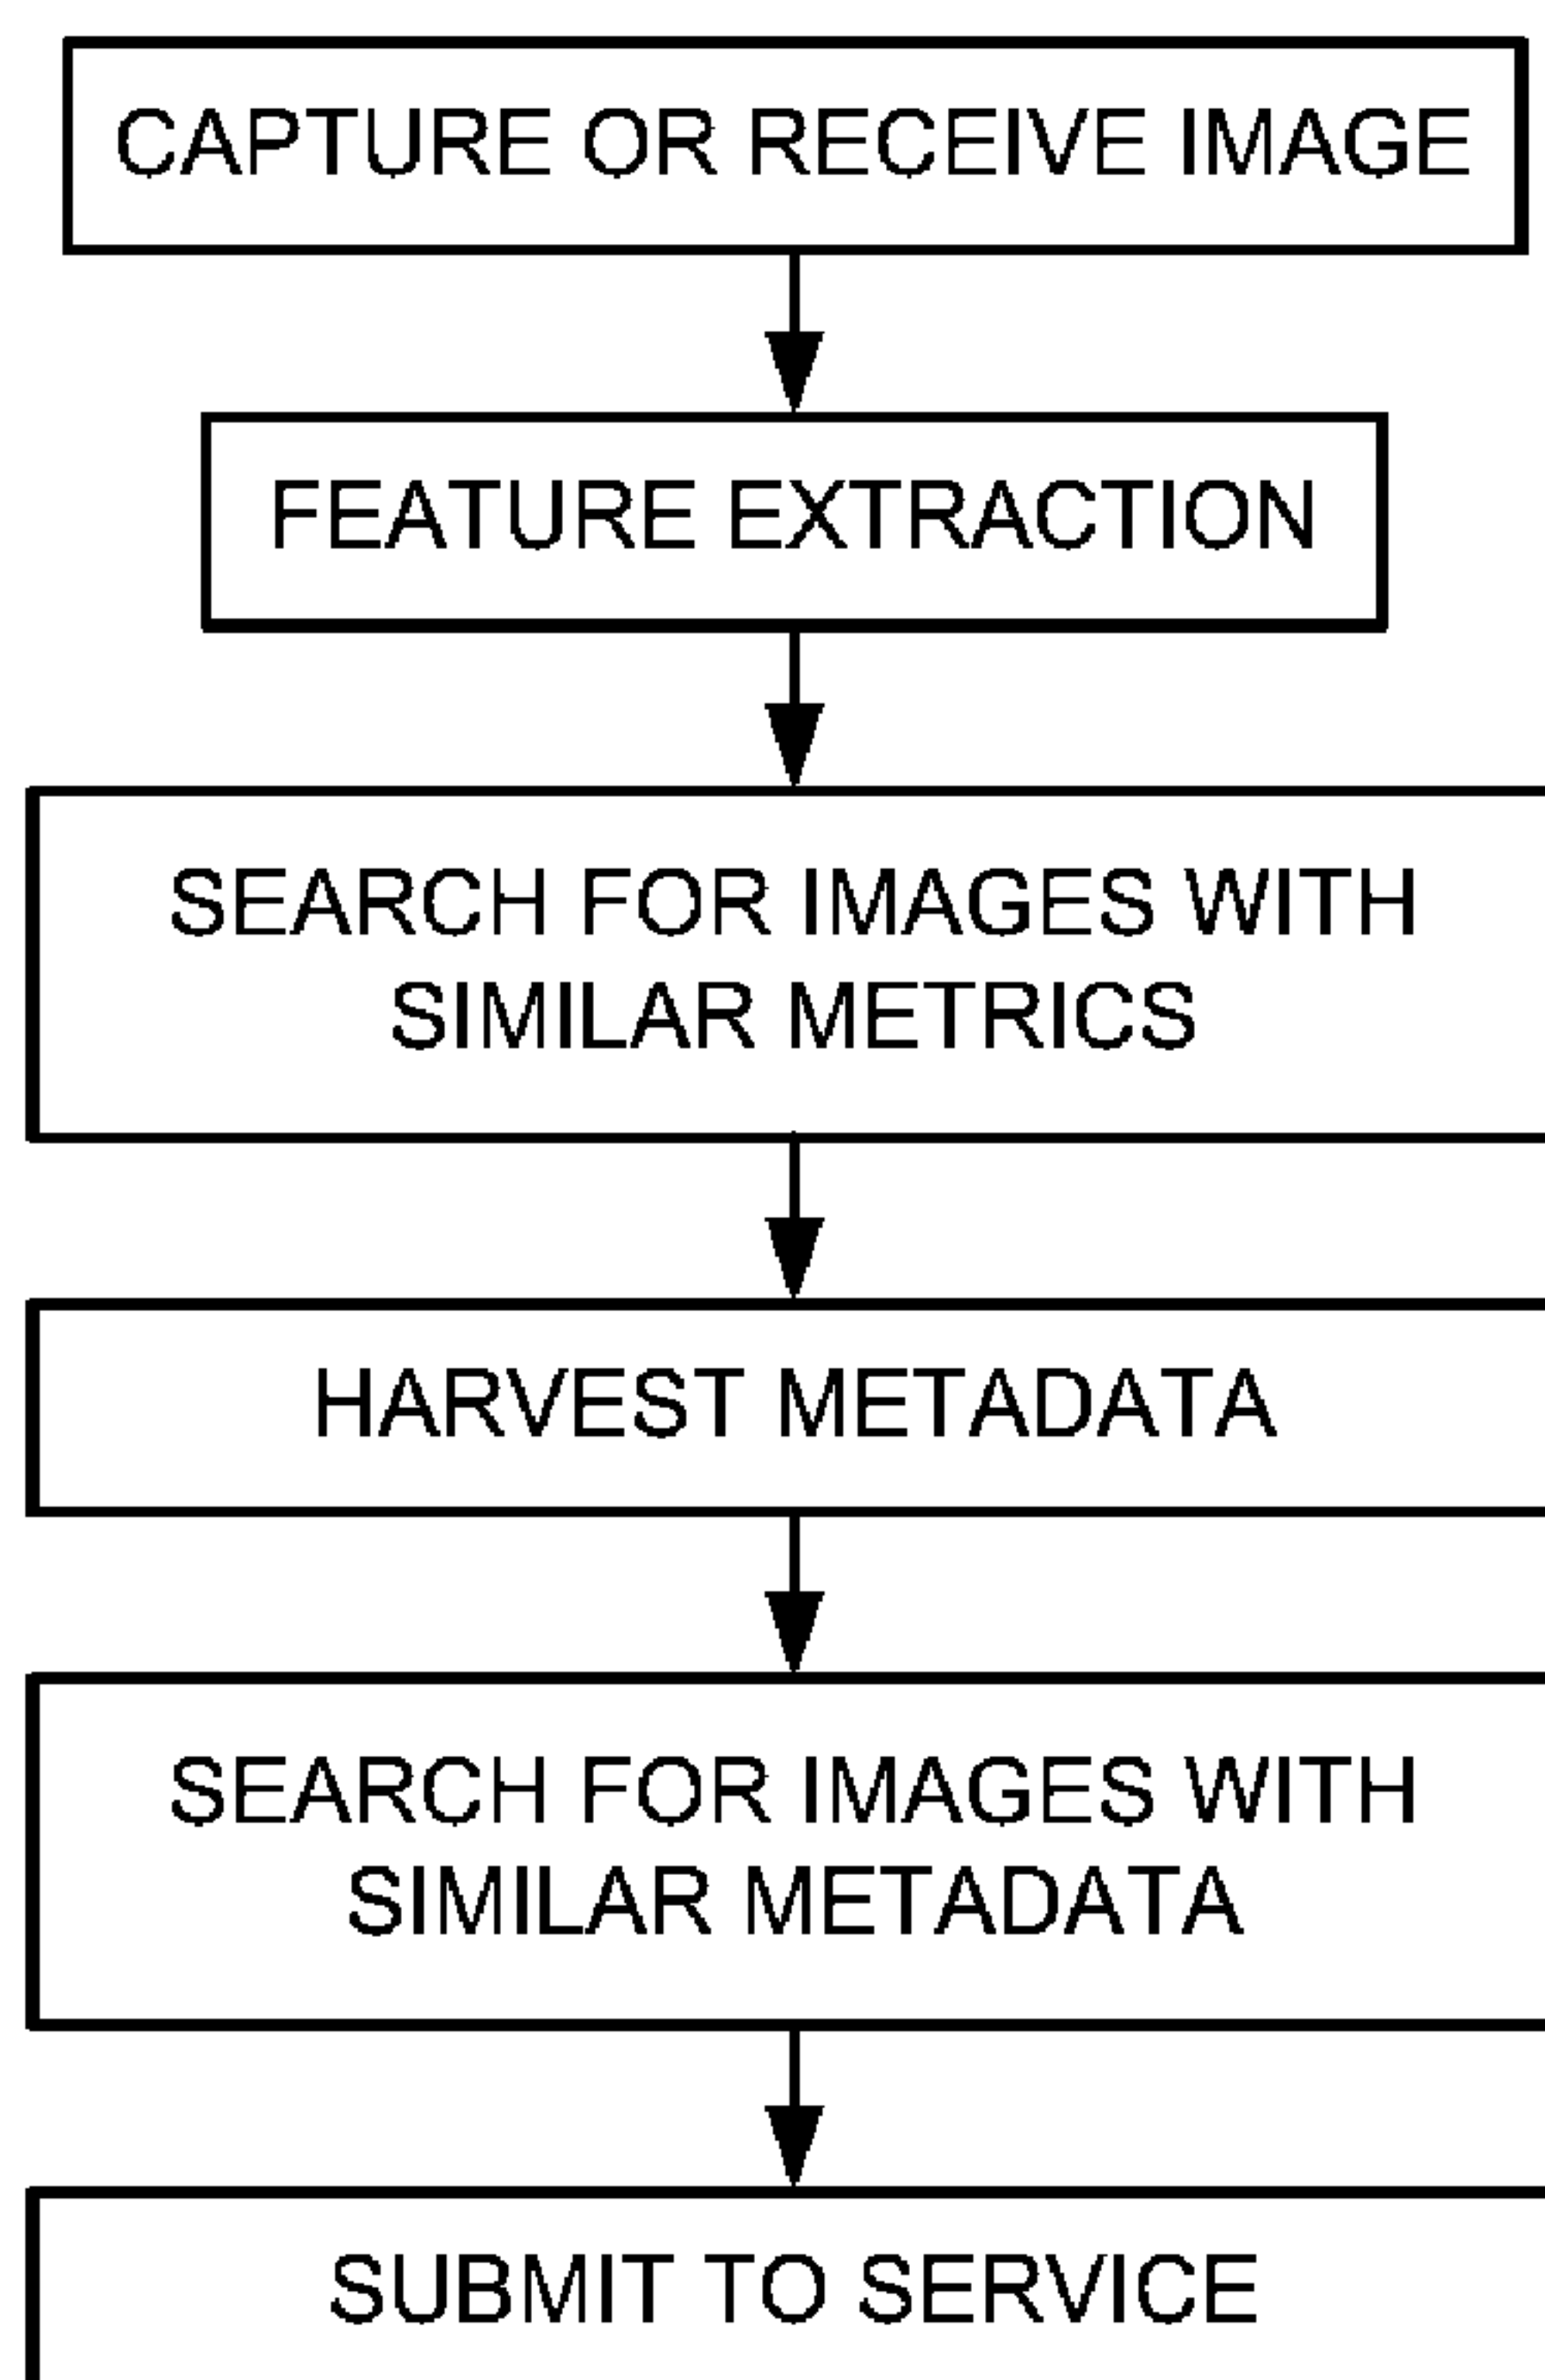 CAPTURE OR RECEIVE IMAGE
FEATURE EXTRACTION
SEARCH FOR IMAGES WITH
SIMILAR METRICS
HARVEST METADATA
SEARCH FOR IMAGES WITH
SIMILAR METADATA
SUBMIT TO SERVICE